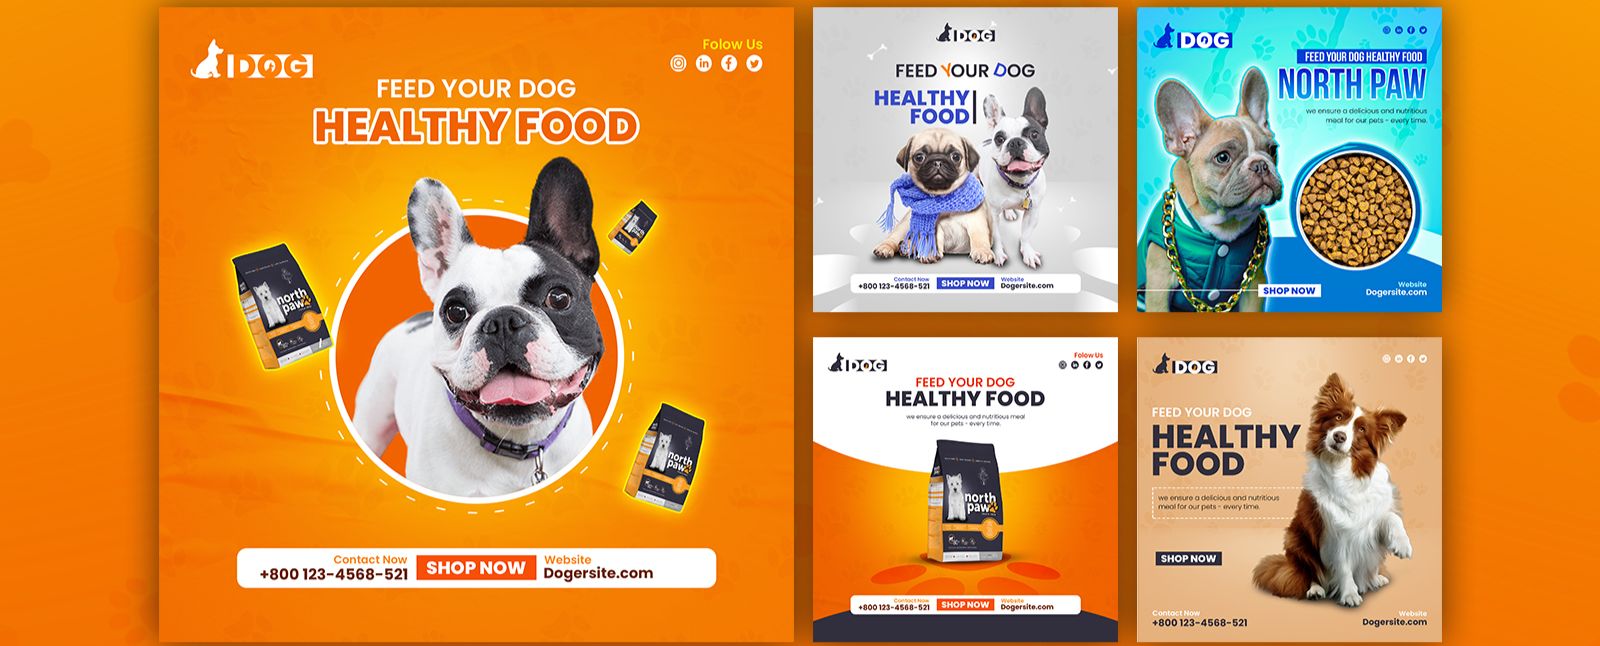 DOG
Folow Us
FEED YOUR DOG
HEALTHY FOOD
north
paw
north
paw
Contact Now
+800 123-4568-521
SHOP NOW
Website
Dogersite.com
DOG
FEED YOUR DOG
HEALTHY
FOOD
Contact Now
+800 123-4568-521
SHOP NOW
Website
Dogersite.com
DOG
FEED YOUR DOG HEALTHY FOOD
NORTH PAW
we ensure a delicious and nutritious
meal for our pets - every time.
SHOP NOW
Website
Dogersite.com
DOG
Folow Us
FEED YOUR DOG
HEALTHY FOOD
we ensure a delicious and nutritious meal
for our pets - every time.
north
paw
Contact Now
+800 123-4568-521
SHOP NOW
Website
Dogersite.com
DOG
FEED YOUR DOG
HEALTHY
FOOD
we ensure a delicious and nutritious
meal for our pets - every time.
SHOP NOW
Contact Now
+800 123-4568-521
Website
Dogersite.com